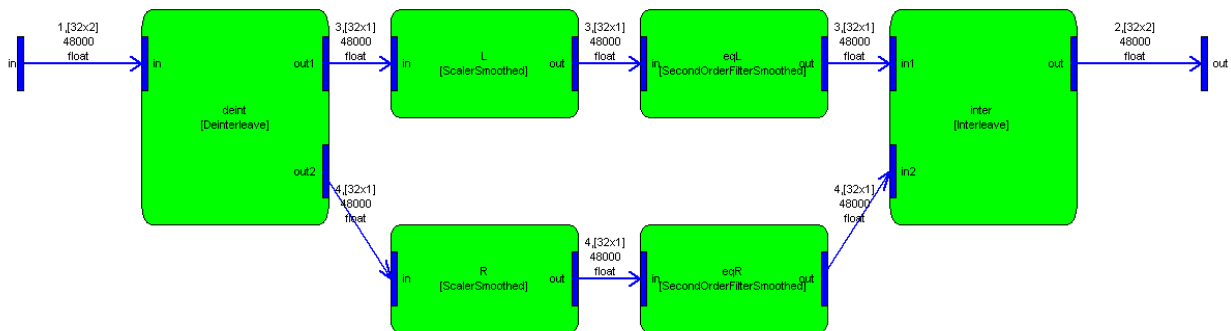 in
1,[32x2]
48000
float
in
out1
out2
deint
[Deinterleave]
3,[32x1]
48000
float
in
L
[ScalerSmoothed]
out
3,[32x1]
48000
float
in
eqL
[SecondOrderFilterSmoothed]
out
3,[32x1]
48000
float
in1
in2
out
inter
[Interleave]
2,[32x2]
48000
float
out
4,[32x1]
48000
float
in
R
[ScalerSmoothed]
out
4,[32x1]
48000
float
in
eqR
[SecondOrderFilterSmoothed]
out
4,[32x1]
48000
float